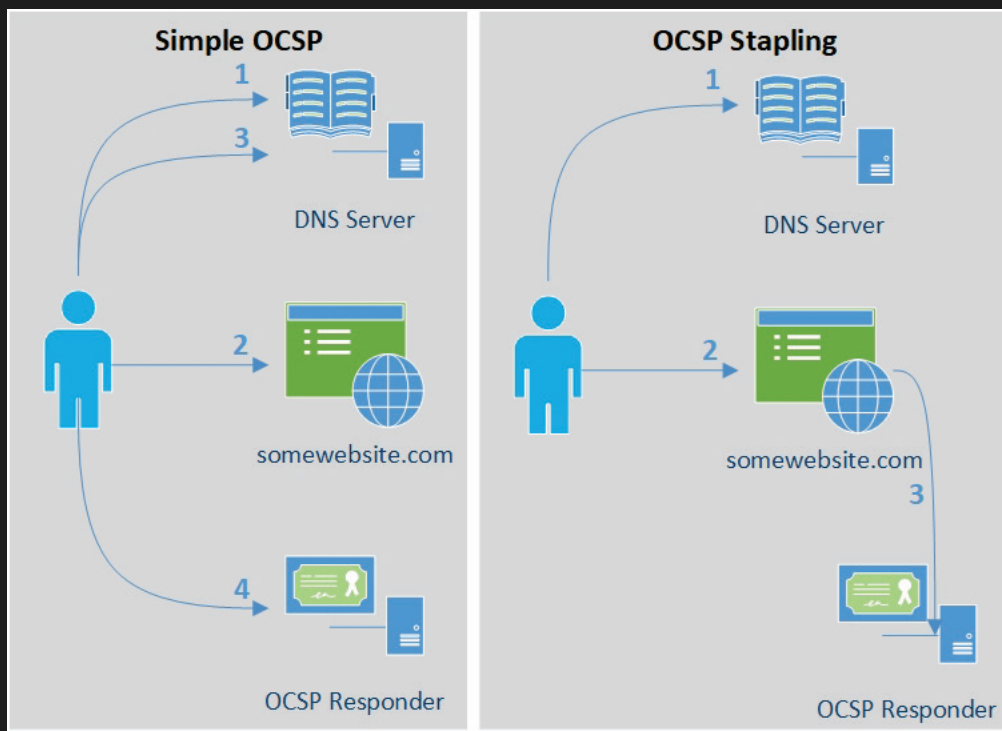 Simple OCSP
1
3
DNS Server
2
somewebsite.com
4
OCSP Responder
OCSP Stapling
1
DNS Server
2
somewebsite.com
3
OCSP Responder